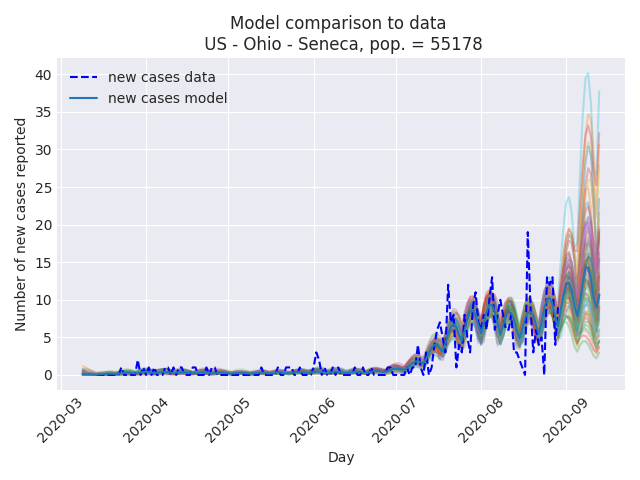 Model comparison to data
US - Ohio - Seneca, pop. = 55178
new cases data
new cases model
Number of new cases reported
40
35
30
25
20
15
10
5
0
2020-03
2020-04
2020-05
2020-06
2020-07
2020-08
2020-09
Day